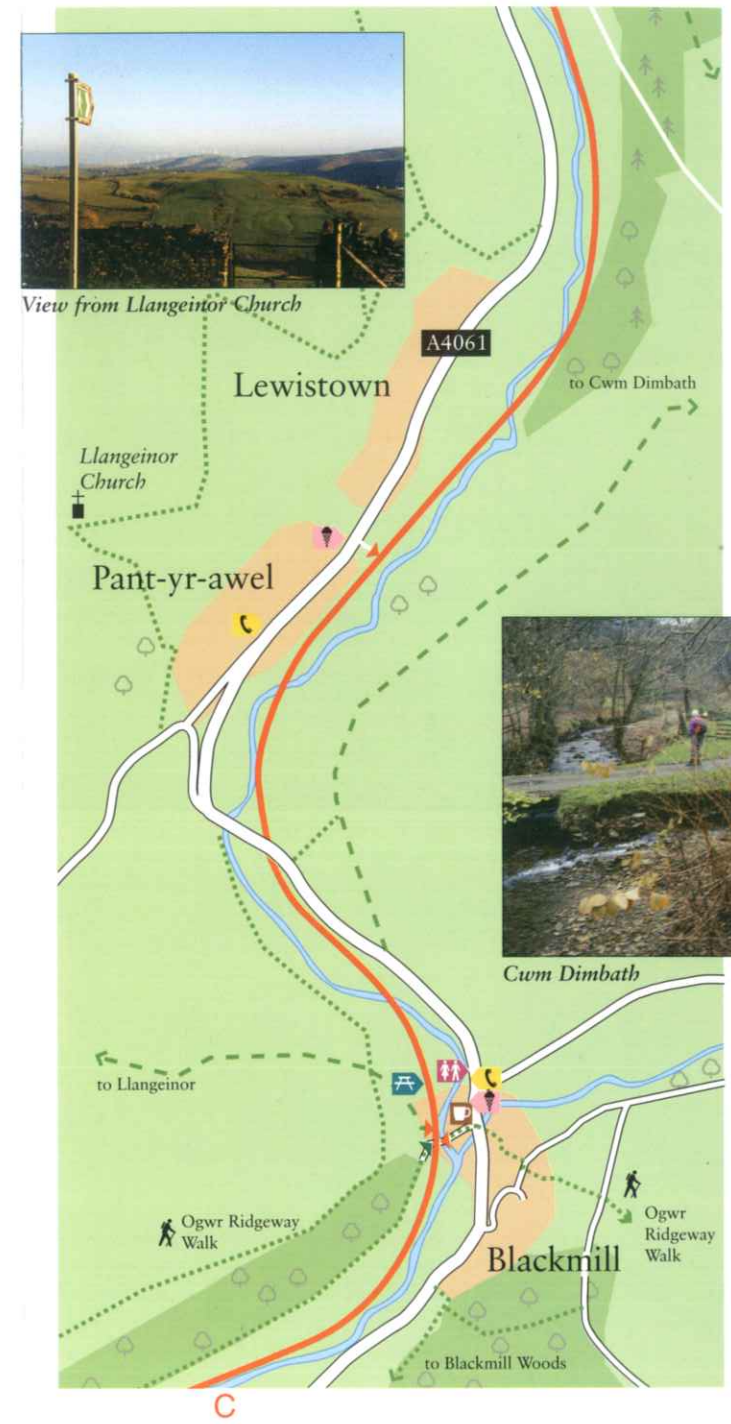 View from Llangeinor Church
A4061
Lewistown
to Cwm Dimbath
Llangeinor
Church
Pant-yr-awel
Cwm Dimbath
to Llangeinor
Ogwr Ridgeway
Walk
Ogwr
Ridgeway
Walk
Blackmill
to Blackmill Woods
C